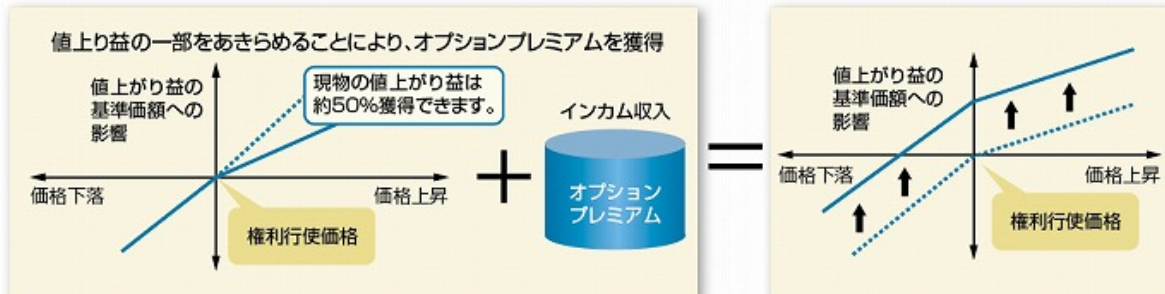 値上り益の一部をあきらめることにより、オプションプレミアムを獲得
値上がり益の
基準価額への
影響
現物の値上がり益は
約50%獲得できます。
価格下落
価格上昇
権利行使価格
+
インカム収入
オプション
プレミアム
=
値上がり益の
基準価額への
影響
価格下落
価格上昇
権利行使価格